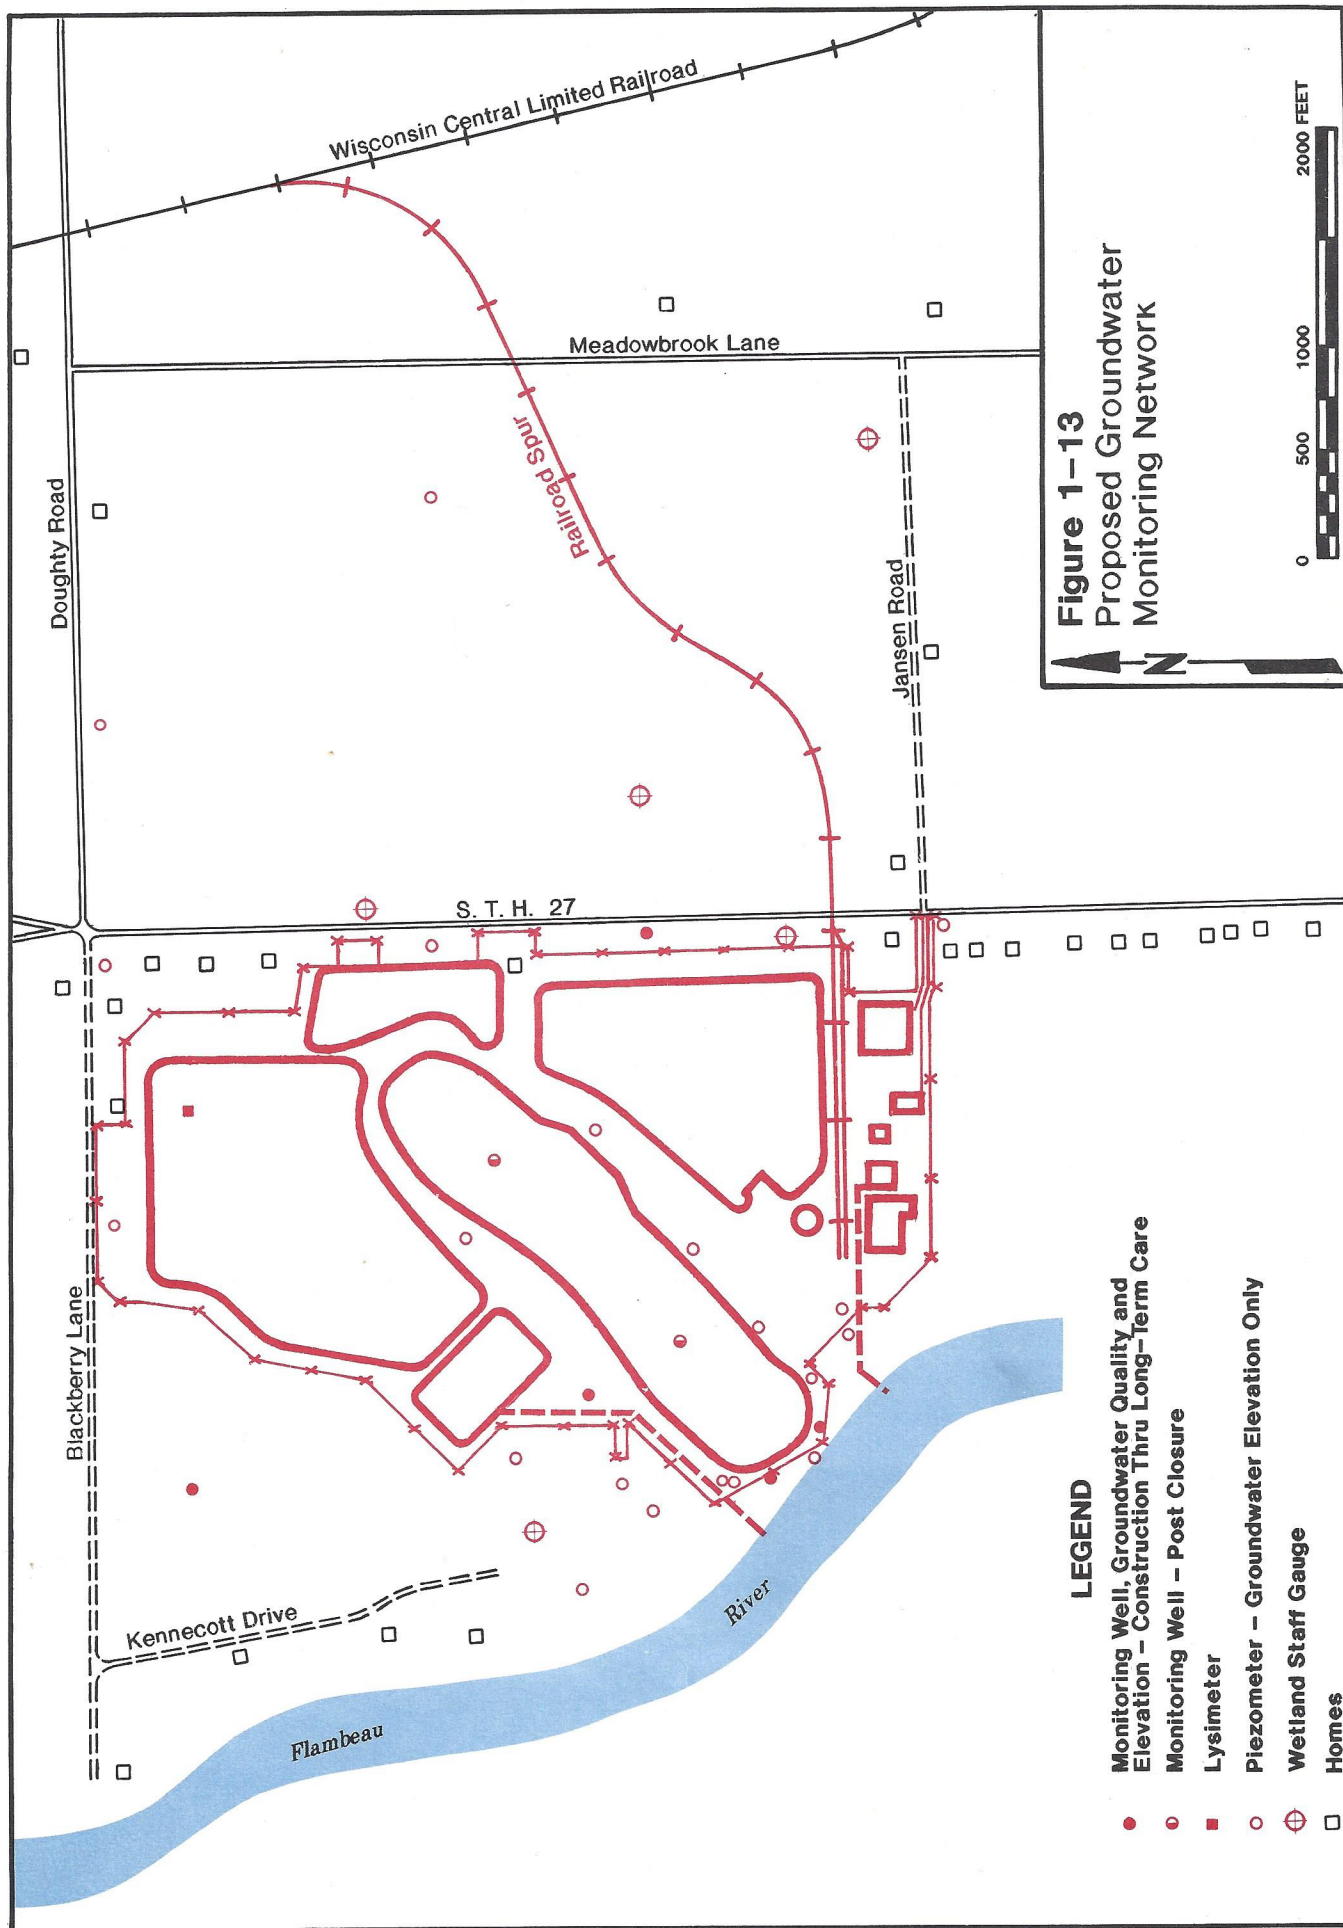 Wisconsin Central Limited Railroad
Doughty Road
Meadowbrook Lane
Railroad Spur
Jansen Road
S. T. H. 27
Blackberry Lane
Kennecott Drive
Flambeau
River
Figure 1-13
Proposed Groundwater
Monitoring Network
N
0 500 1000 2000 FEET
LEGEND
Monitoring Well, Groundwater Quality and
Elevation - Construction Thru Long-Term Care
Monitoring Well - Post Closure
Lysimeter
Piezometer - Groundwater Elevation Only
Wetland Staff Gauge
Homes